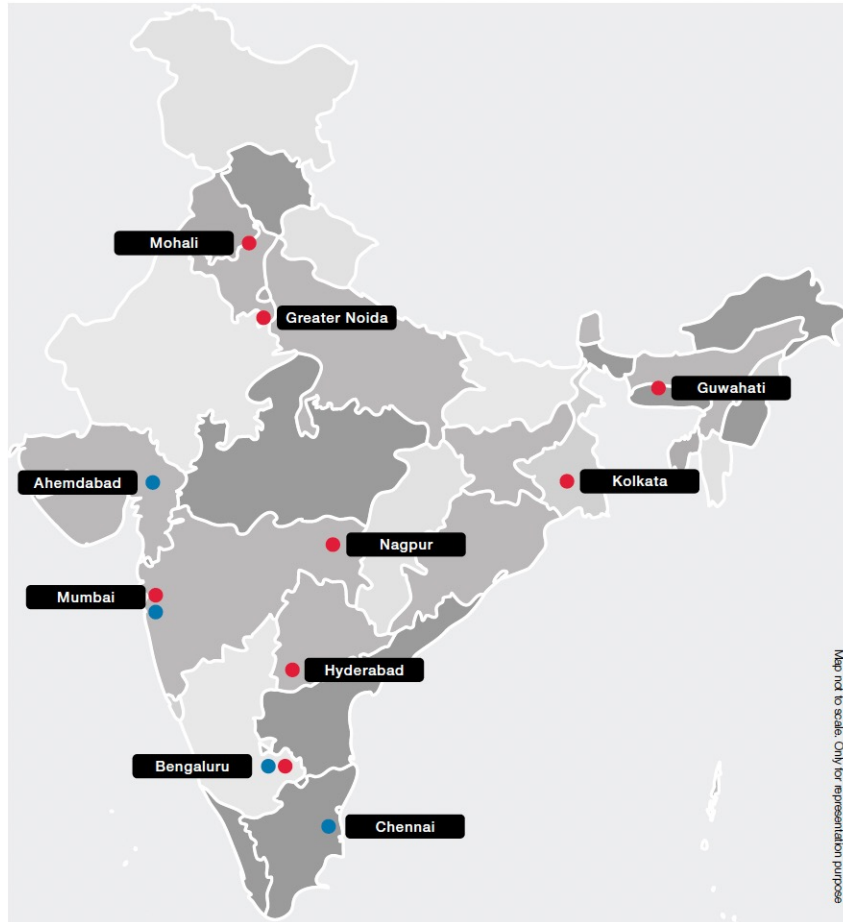 Mohali
Greater Noida
Guwahati
Ahemdabad
Kolkata
Nagpur
Mumbai
Hyderabad
Bengaluru
Chennai
Map not to scale. Only for representation purpose